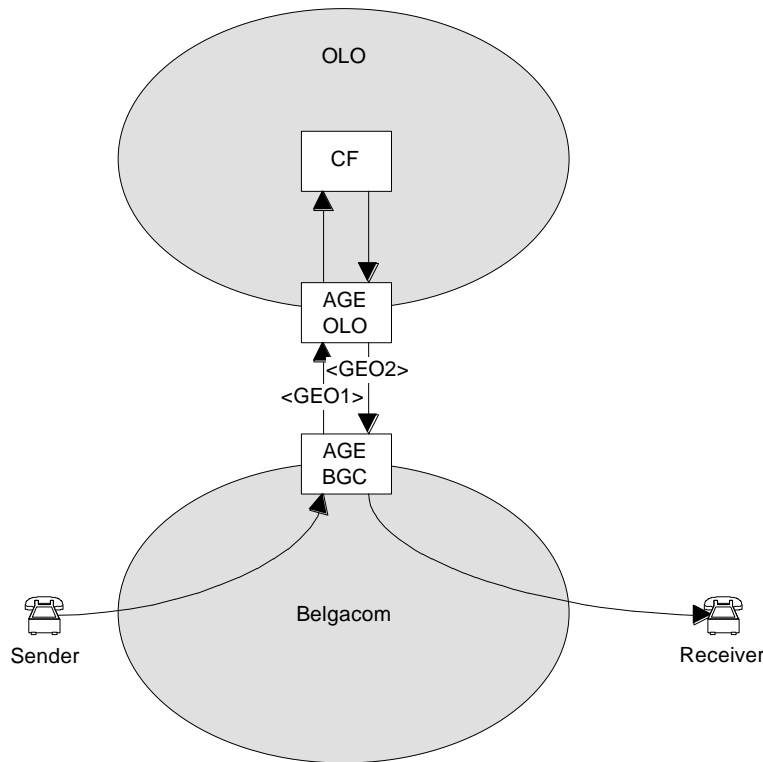 OLO
CF
AGE
OLO
<GEO2>
<GEO1>
AGE
BGC
Belgacom
Sender
Receiver